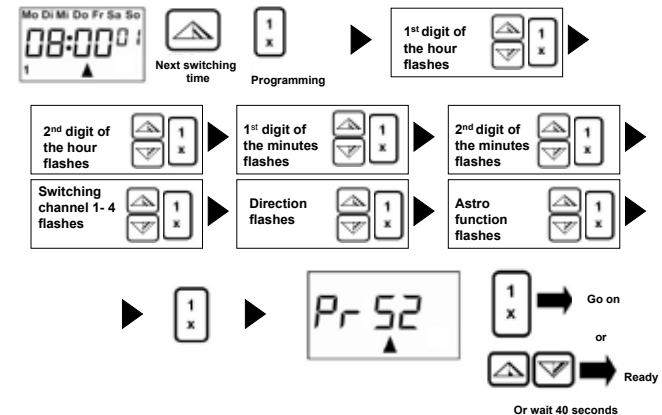 Mo Di Mi Do Fr Sa So
08:00 01
1
Next switching
time
1
x
Programming
1st digit of
the hour
flashes
1
x
2nd digit of
the hour
flashes
1
x
1st digit of
the minutes
flashes
1
x
2nd digit of
the minutes
flashes
1
x
Switching
channel 1- 4
flashes
1
x
Direction
flashes
1
x
Astro
function
flashes
1
x
1
x
Pr 52
1
x
Go on
or
Ready
Or wait 40 seconds